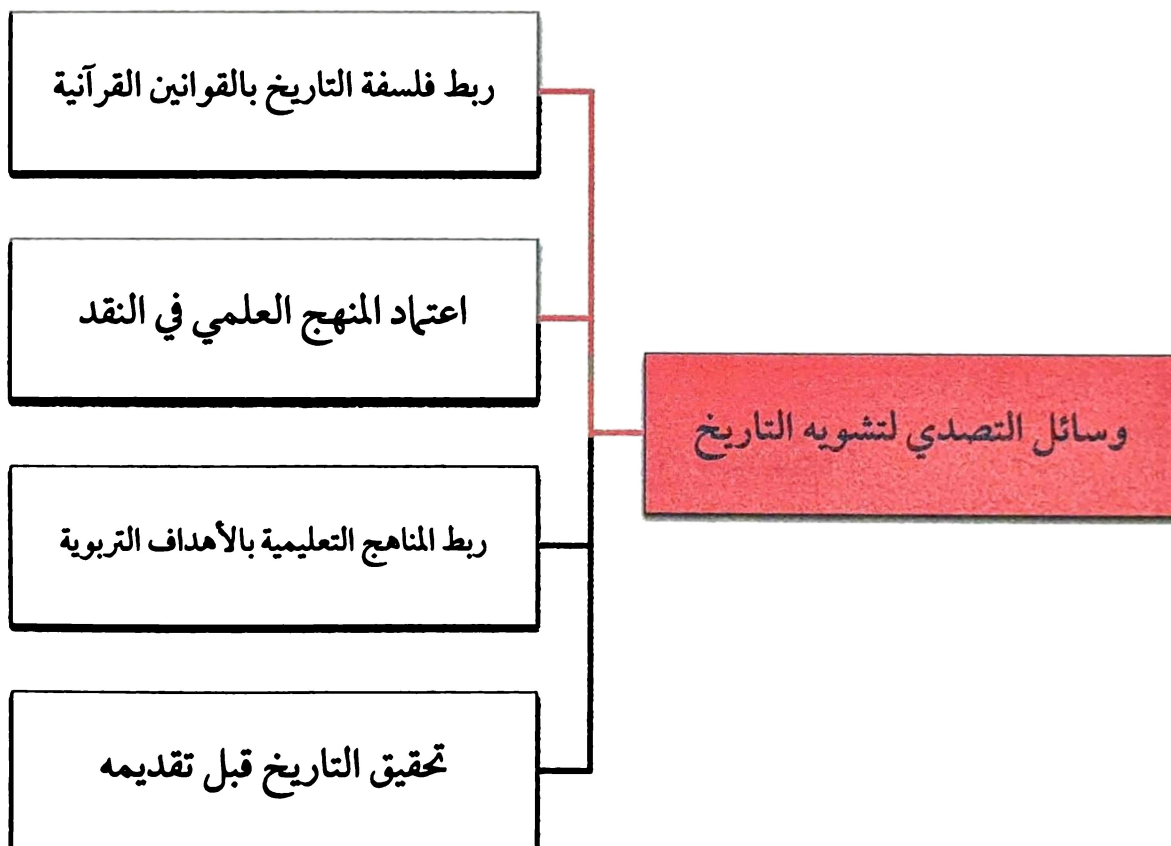 وسائل التصدي لتشويه التاريخ
ربط فلسفة التاريخ بالقوانين القرآنية
اعتماد المنهج العلمي في النقد
ربط المناهج التعليمية بالأهداف التربوية
تحقيق التاريخ قبل تقديمه